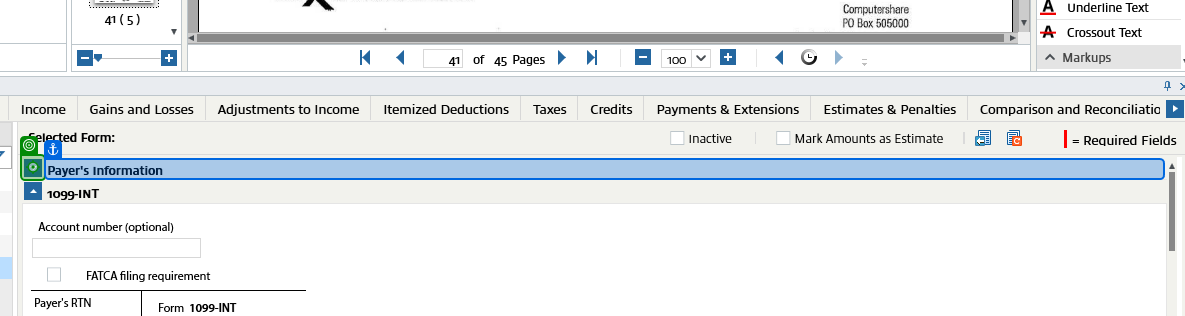 41 ( 5 )
Computershare
PO Box 505000
Underline Text
Crossout Text
Markups
41 of 45 Pages
100
Income Gains and Losses Adjustments to Income Itemized Deductions Taxes Credits Payments & Extensions Estimates & Penalties Comparison and Reconciliatio
Selected Form:
Inactive
Mark Amounts as Estimate
= Required Fields
Payer's Information
1099-INT
Account number (optional)
FATCA filing requirement
Payer's RTN
Form 1099-INT